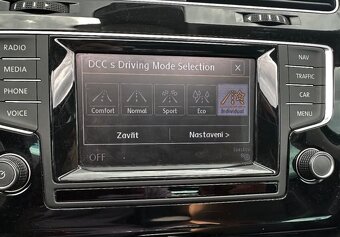 RADIO
MEDIA
PHONE
VOICE
DCC s Driving Mode Selection
Comfort
Normal
Sport
Eco
Individual
Zavřít
Nastavení >
OFF
NAV
TRAFFIC
CAR
MENU